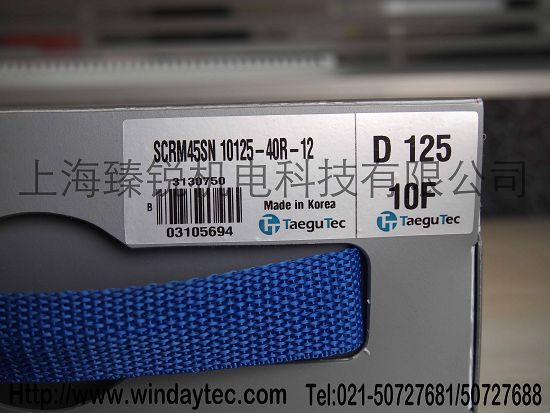 SCRM45SN 10125-40R-12
D 125
上海臻锐机电科技有限公司
3130750
10F
B
Made in Korea
03105694
TaeguTec
TaeguTec
Http://www.windaytec.com Tel:021-50727681/50727688